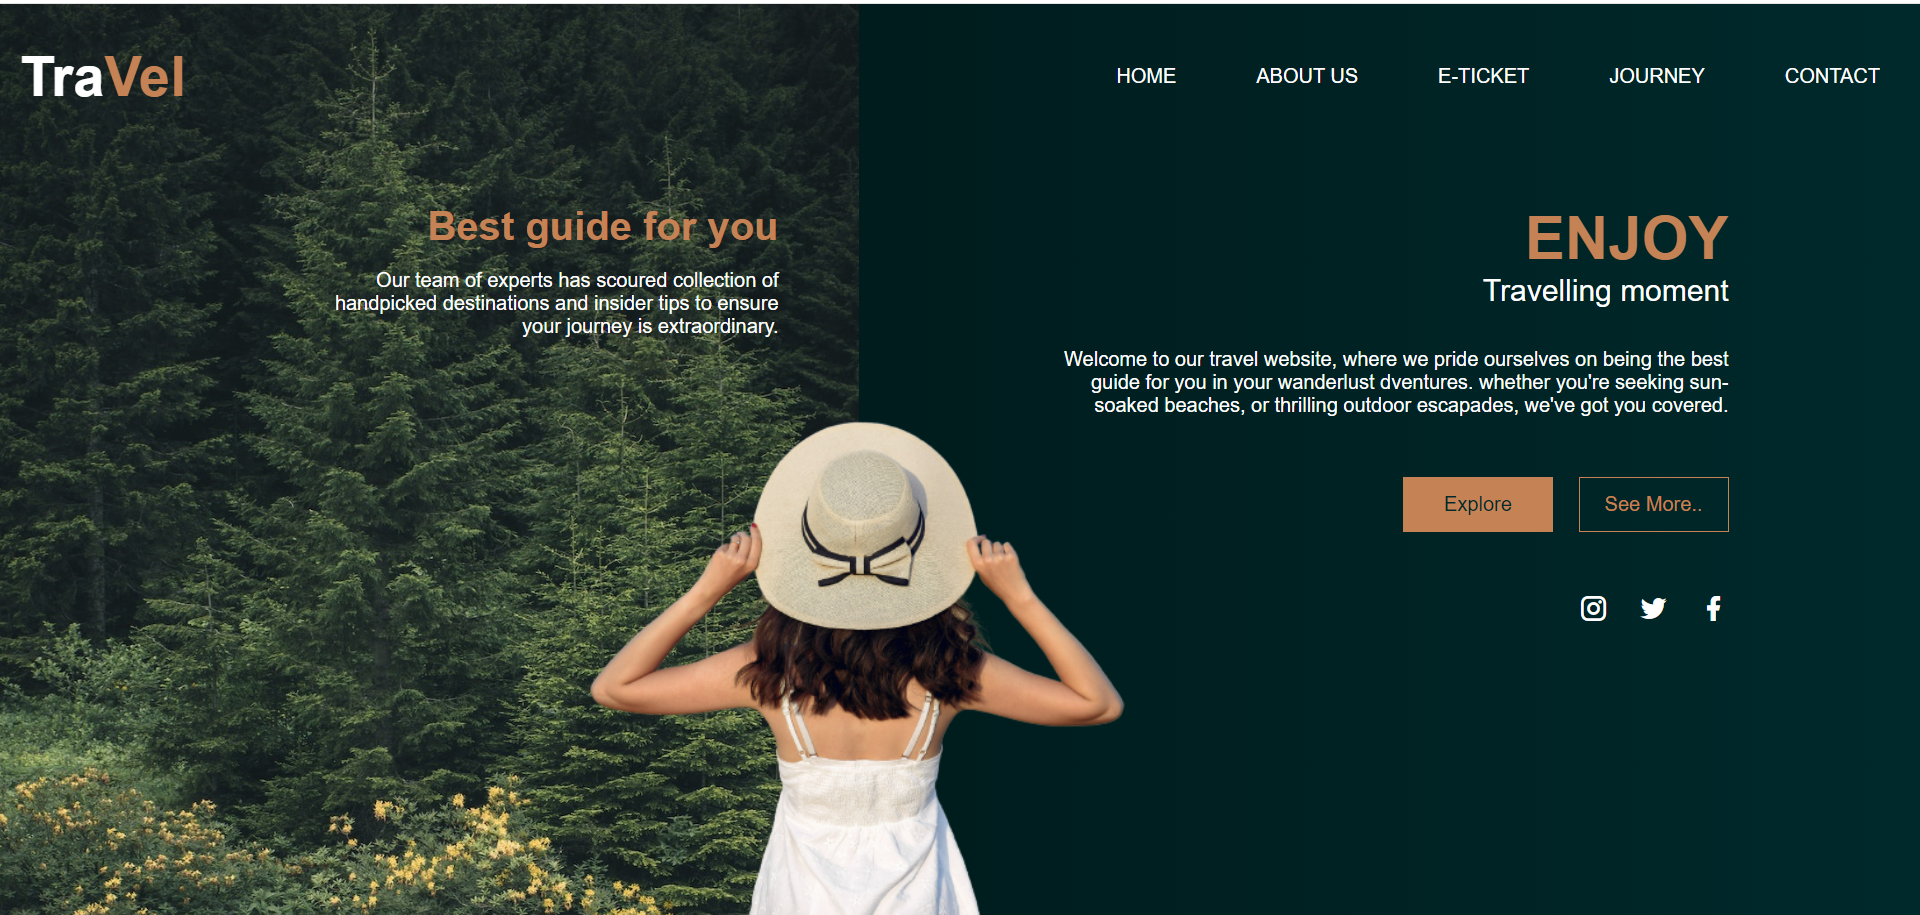 TraVel
HOME ABOUT US E-TICKET JOURNEY CONTACT
Best guide for you
Our team of experts has scoured collection of
handpicked destinations and insider tips to ensure
your journey is extraordinary.
ENJOY
Travelling moment
Welcome to our travel website, where we pride ourselves on being the best
guide for you in your wanderlust dventures. whether you're seeking sun-
soaked beaches, or thrilling outdoor escapades, we've got you covered.
Explore See More..